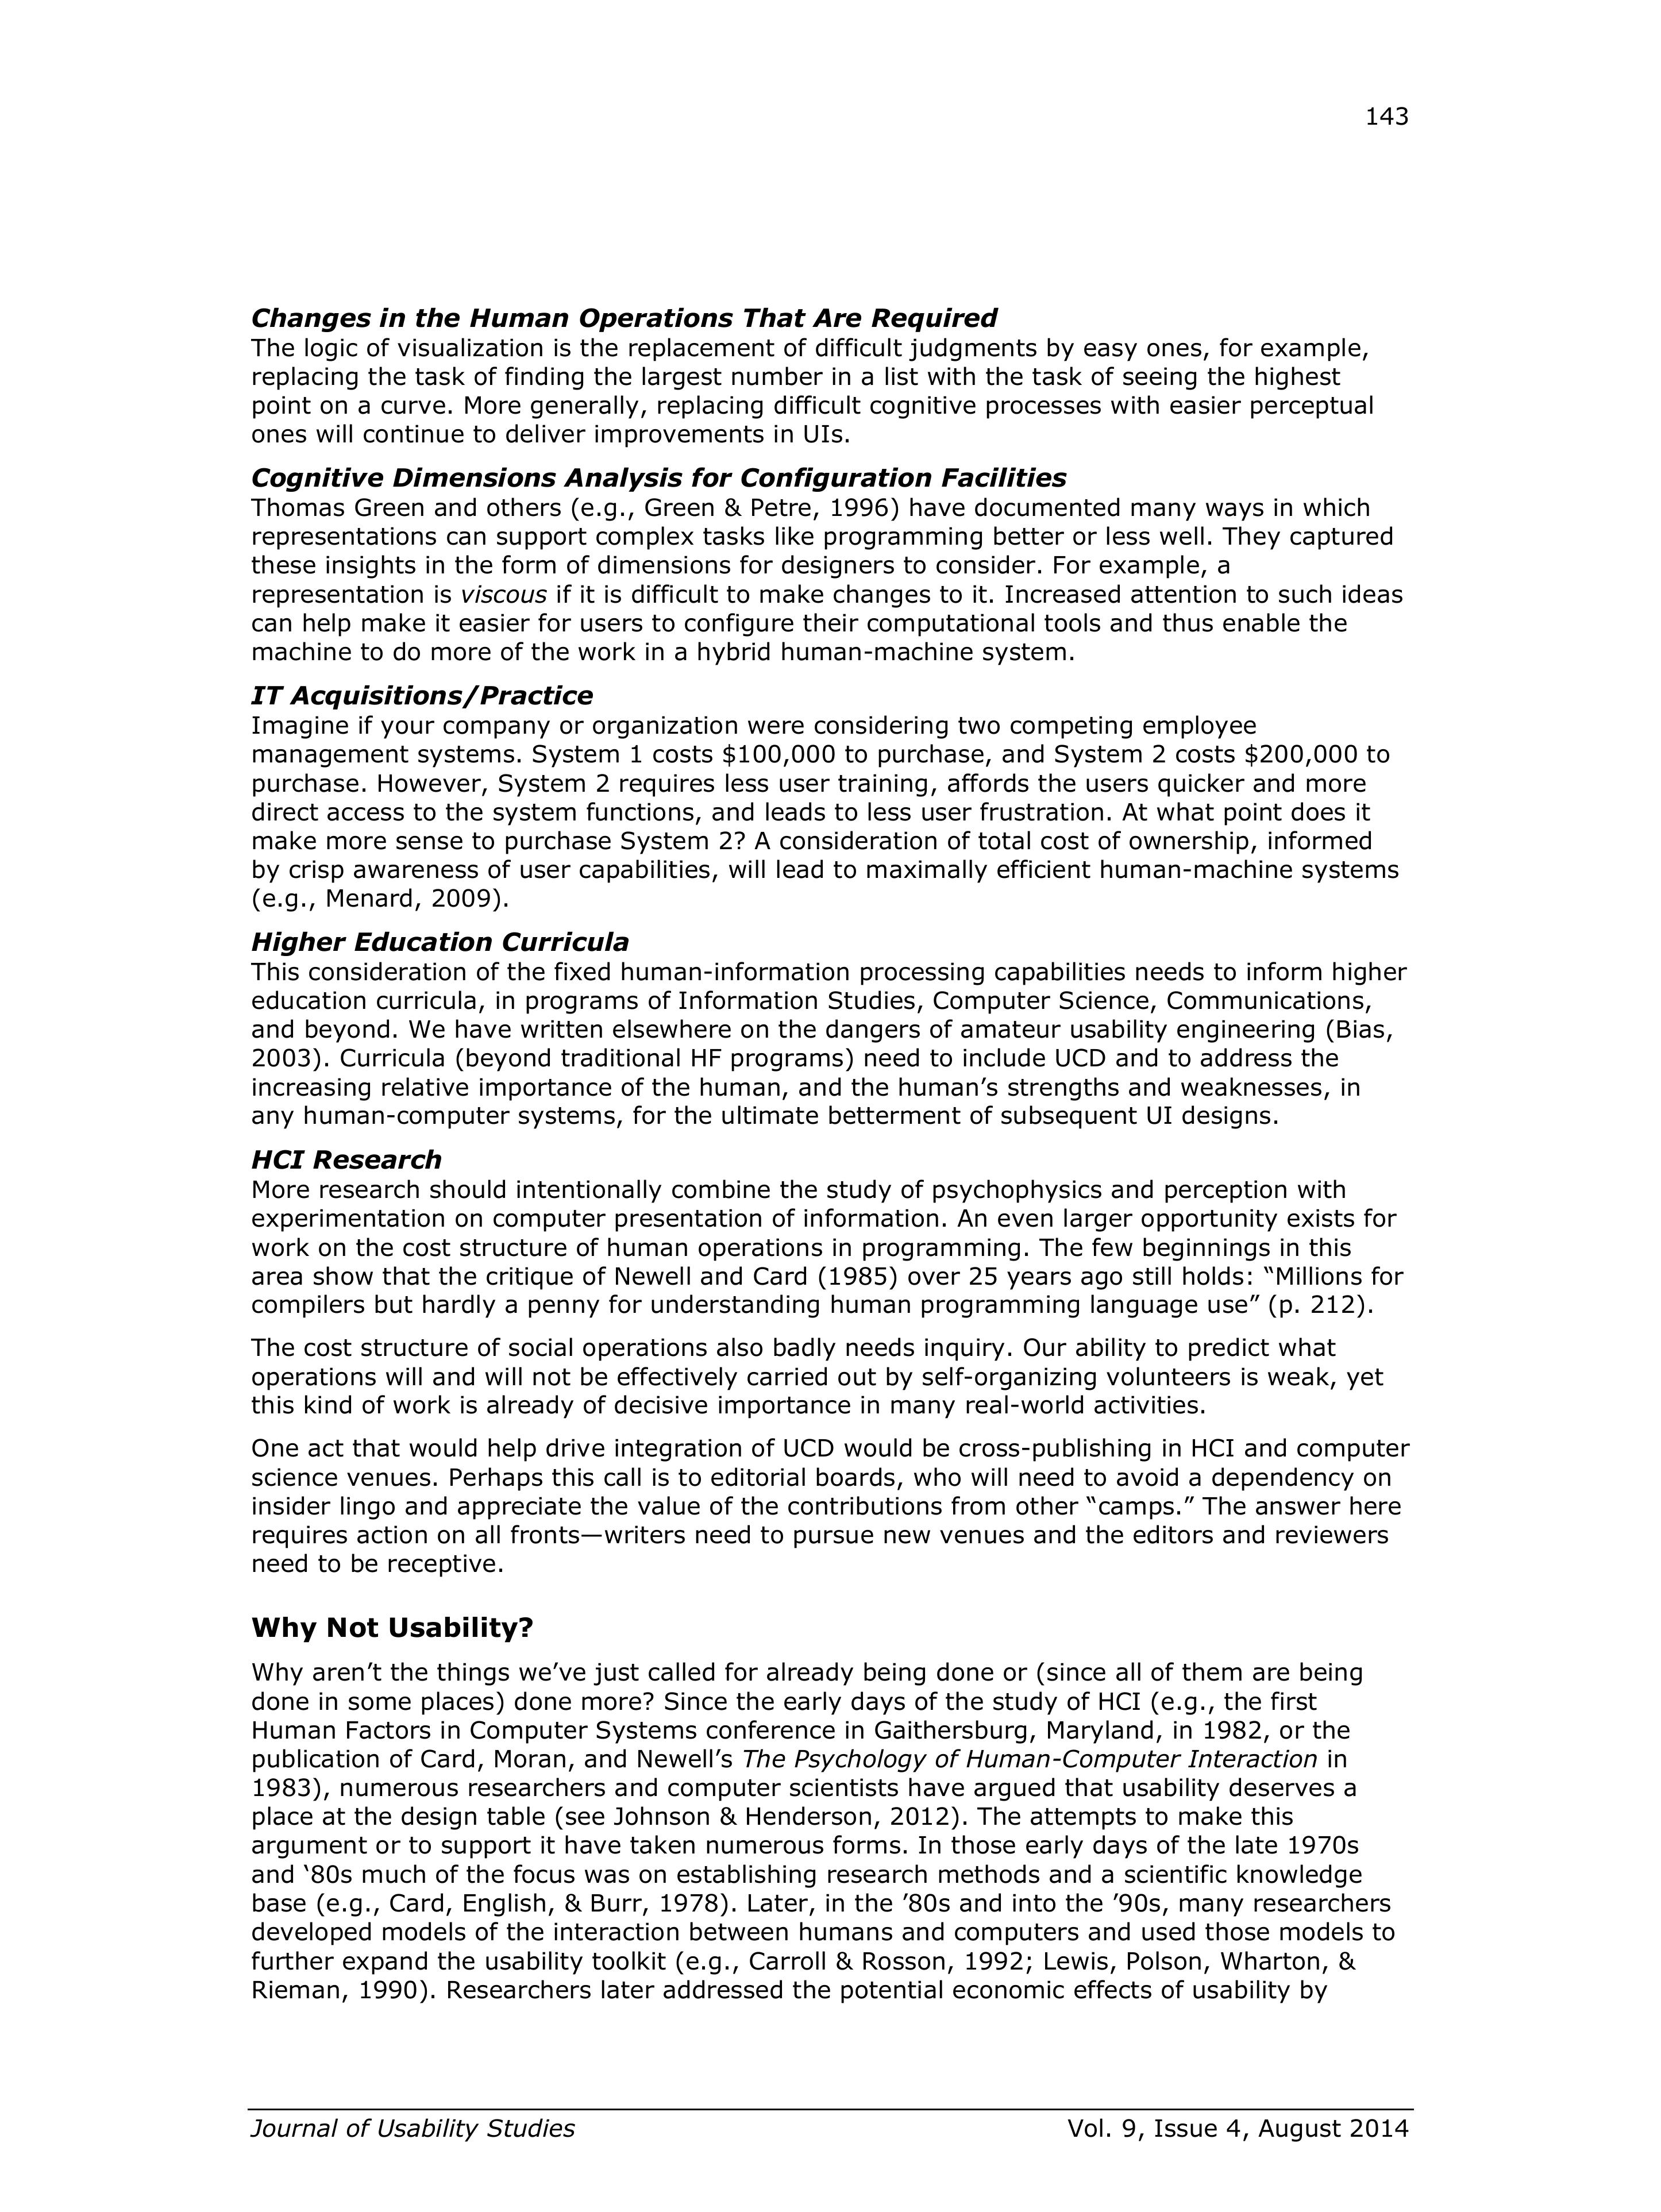 143
Changes in the Human Operations That Are Required
The logic of visualization is the replacement of difficult judgments by easy ones, for example,
replacing the task of finding the largest number in a list with the task of seeing the highest
point on a curve. More generally, replacing difficult cognitive processes with easier perceptual
ones will continue to deliver improvements in UIs.
Cognitive Dimensions Analysis for Configuration Facilities
Thomas Green and others (e.g., Green & Petre, 1996) have documented many ways in which
representations can support complex tasks like programming better or less well. They captured
these insights in the form of dimensions for designers to consider. For example, a
representation is viscous if it is difficult to make changes to it. Increased attention to such ideas
can help make it easier for users to configure their computational tools and thus enable the
machine to do more of the work in a hybrid human-machine system.
IT Acquisitions/Practice
Imagine if your company or organization were considering two competing employee
management systems. System 1 costs $100,000 to purchase, and System 2 costs $200,000 to
purchase. However, System 2 requires less user training, affords the users quicker and more
direct access to the system functions, and leads to less user frustration. At what point does it
make more sense to purchase System 2? A consideration of total cost of ownership, informed
by crisp awareness of user capabilities, will lead to maximally efficient human-machine systems
(e.g., Menard, 2009).
Higher Education Curricula
This consideration of the fixed human-information processing capabilities needs to inform higher
education curricula, in programs of Information Studies, Computer Science, Communications,
and beyond. We have written elsewhere on the dangers of amateur usability engineering (Bias,
2003). Curricula (beyond traditional HF programs) need to include UCD and to address the
increasing relative importance of the human, and the human’s strengths and weaknesses, in
any human-computer systems, for the ultimate betterment of subsequent UI designs.
HCI Research
More research should intentionally combine the study of psychophysics and perception with
experimentation on computer presentation of information. An even larger opportunity exists for
work on the cost structure of human operations in programming. The few beginnings in this
area show that the critique of Newell and Card (1985) over 25 years ago still holds: “Millions for
compilers but hardly a penny for understanding human programming language use” (p. 212).
The cost structure of social operations also badly needs inquiry. Our ability to predict what
operations will and will not be effectively carried out by self-organizing volunteers is weak, yet
this kind of work is already of decisive importance in many real-world activities.
One act that would help drive integration of UCD would be cross-publishing in HCI and computer
science venues. Perhaps this call is to editorial boards, who will need to avoid a dependency on
insider lingo and appreciate the value of the contributions from other “camps.” The answer here
requires action on all fronts—writers need to pursue new venues and the editors and reviewers
need to be receptive.
Why Not Usability?
Why aren’t the things we’ve just called for already being done or (since all of them are being
done in some places) done more? Since the early days of the study of HCI (e.g., the first
Human Factors in Computer Systems conference in Gaithersburg, Maryland, in 1982, or the
publication of Card, Moran, and Newell’s The Psychology of Human-Computer Interaction in
1983), numerous researchers and computer scientists have argued that usability deserves a
place at the design table (see Johnson & Henderson, 2012). The attempts to make this
argument or to support it have taken numerous forms. In those early days of the late 1970s
and ‘80s much of the focus was on establishing research methods and a scientific knowledge
base (e.g., Card, English, & Burr, 1978). Later, in the ’80s and into the ’90s, many researchers
developed models of the interaction between humans and computers and used those models to
further expand the usability toolkit (e.g., Carroll & Rosson, 1992; Lewis, Polson, Wharton, &
Rieman, 1990). Researchers later addressed the potential economic effects of usability by
Journal of Usability Studies
Vol. 9, Issue 4, August 2014